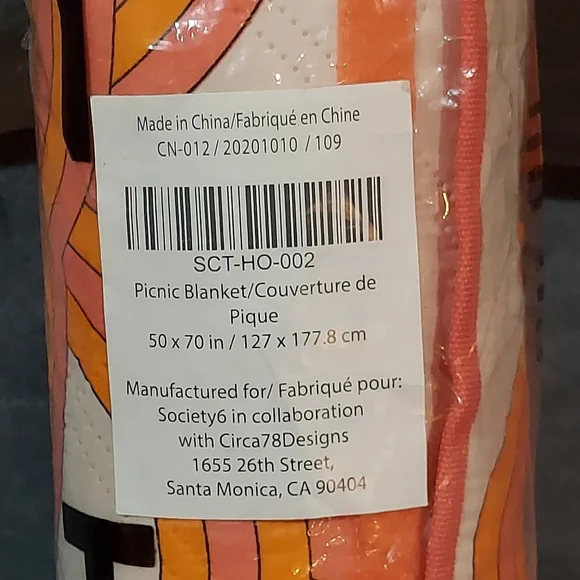 Made in China/Fabriqué en Chine
CN-012 / 20201010 / 109
SCT-HO-002
Picnic Blanket/Couverture de
Pique
50 x 70 in / 127 x 177.8 cm
Manufactured for/ Fabriqué pour:
Society6 in collaboration
with Circa78Designs
1655 26th Street,
Santa Monica, CA 90404